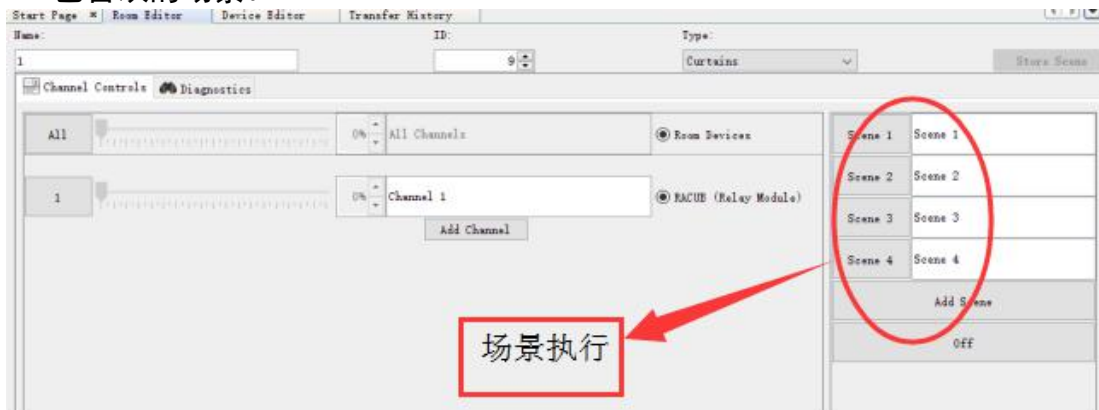 Start Page × Room Editor Device Editor Transfer History
Name: ID: Type:
1 9 Curtains Store Scene
Channel Controls Diagnostics
All 0% All Channels Room Devices Scene 1 Scene 1
Scene 2 Scene 2
1 0% Channel 1 RACUB (Relay Module)
Scene 3 Scene 3
Add Channel
Scene 4 Scene 4
Add Scene
Off
场景执行